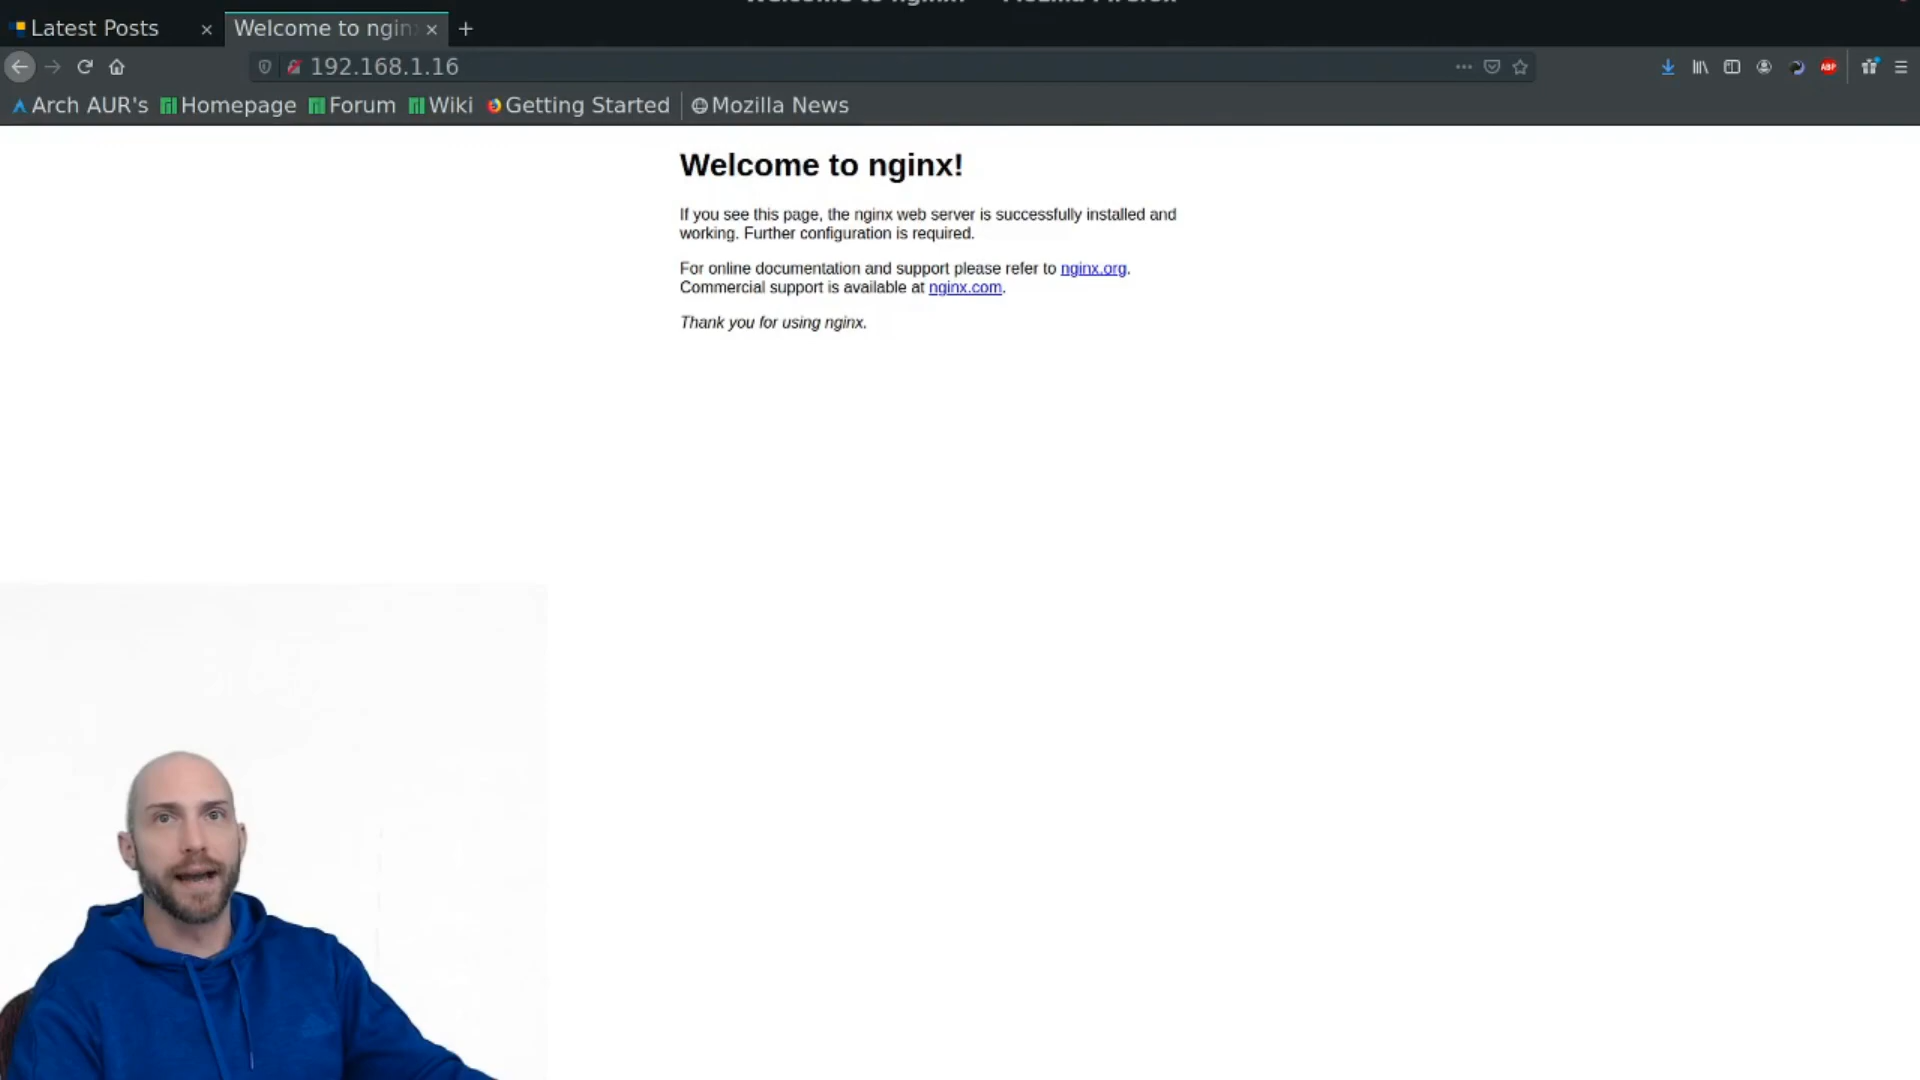 Latest Posts
Welcome to ngin
192.168.1.16
Arch AUR's Homepage Forum Wiki Getting Started Mozilla News
ABP
Welcome to nginx!
If you see this page, the nginx web server is successfully installed and
working. Further configuration is required.
For online documentation and support please refer to nginx.org.
Commercial support is available at nginx.com.
Thank you for using nginx.